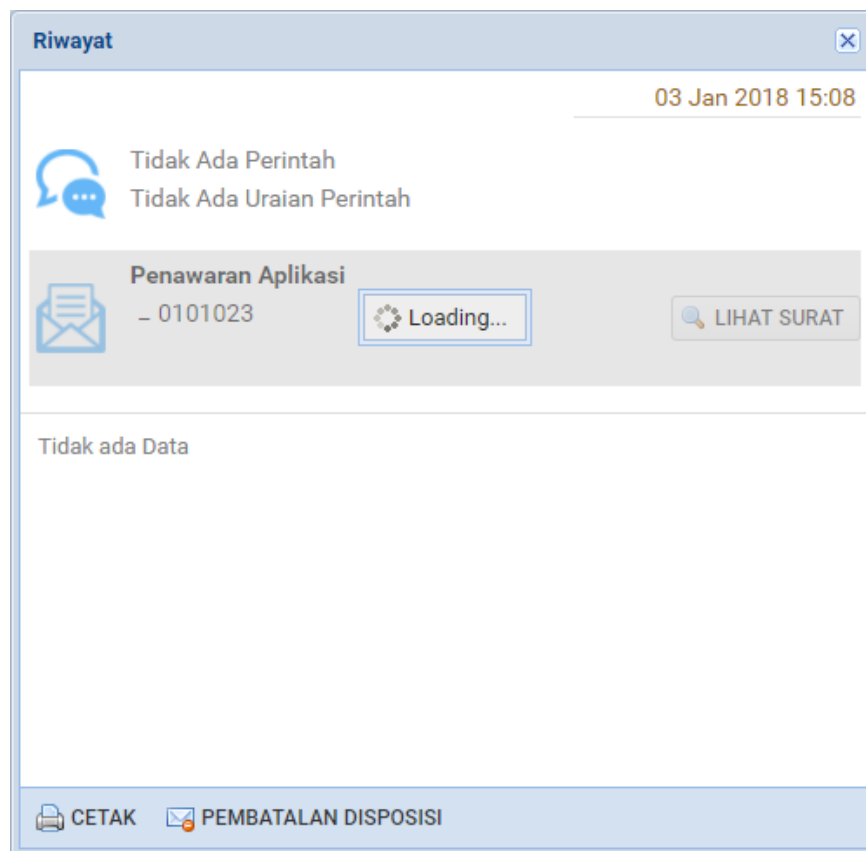 Riwayat
03 Jan 2018 15:08
Tidak Ada Perintah
Tidak Ada Uraian Perintah
Penawaran Aplikasi
_ 0101023
Loading...
LIHAT SURAT
Tidak ada Data
CETAK
PEMBATALAN DISPOSISI